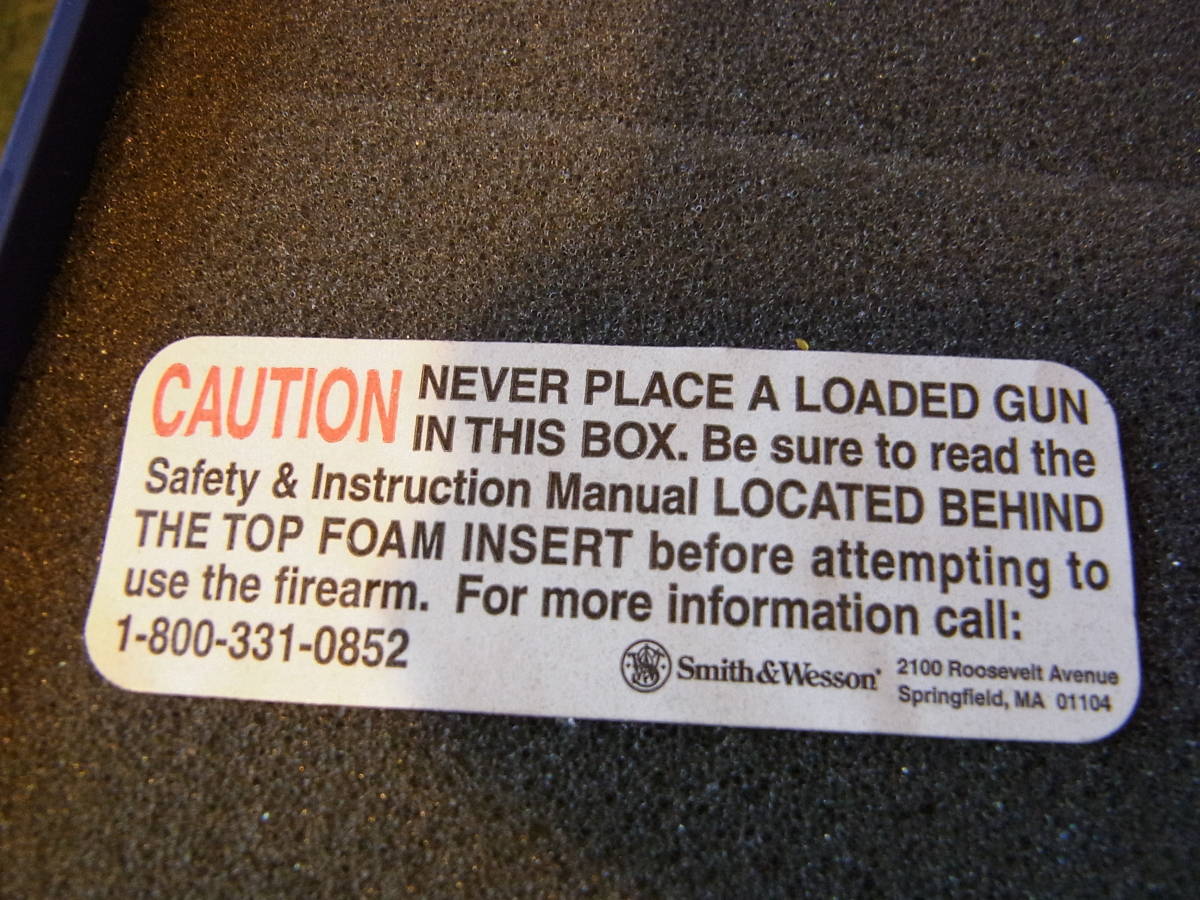 CAUTION NEVER PLACE A LOADED GUN
IN THIS BOX. Be sure to read the
Safety & Instruction Manual LOCATED BEHIND
THE TOP FOAM INSERT before attempting to
use the firearm. For more information call:
1-800-331-0852
Smith&Wesson 2100 Roosevelt Avenue
Springfield, MA 01104